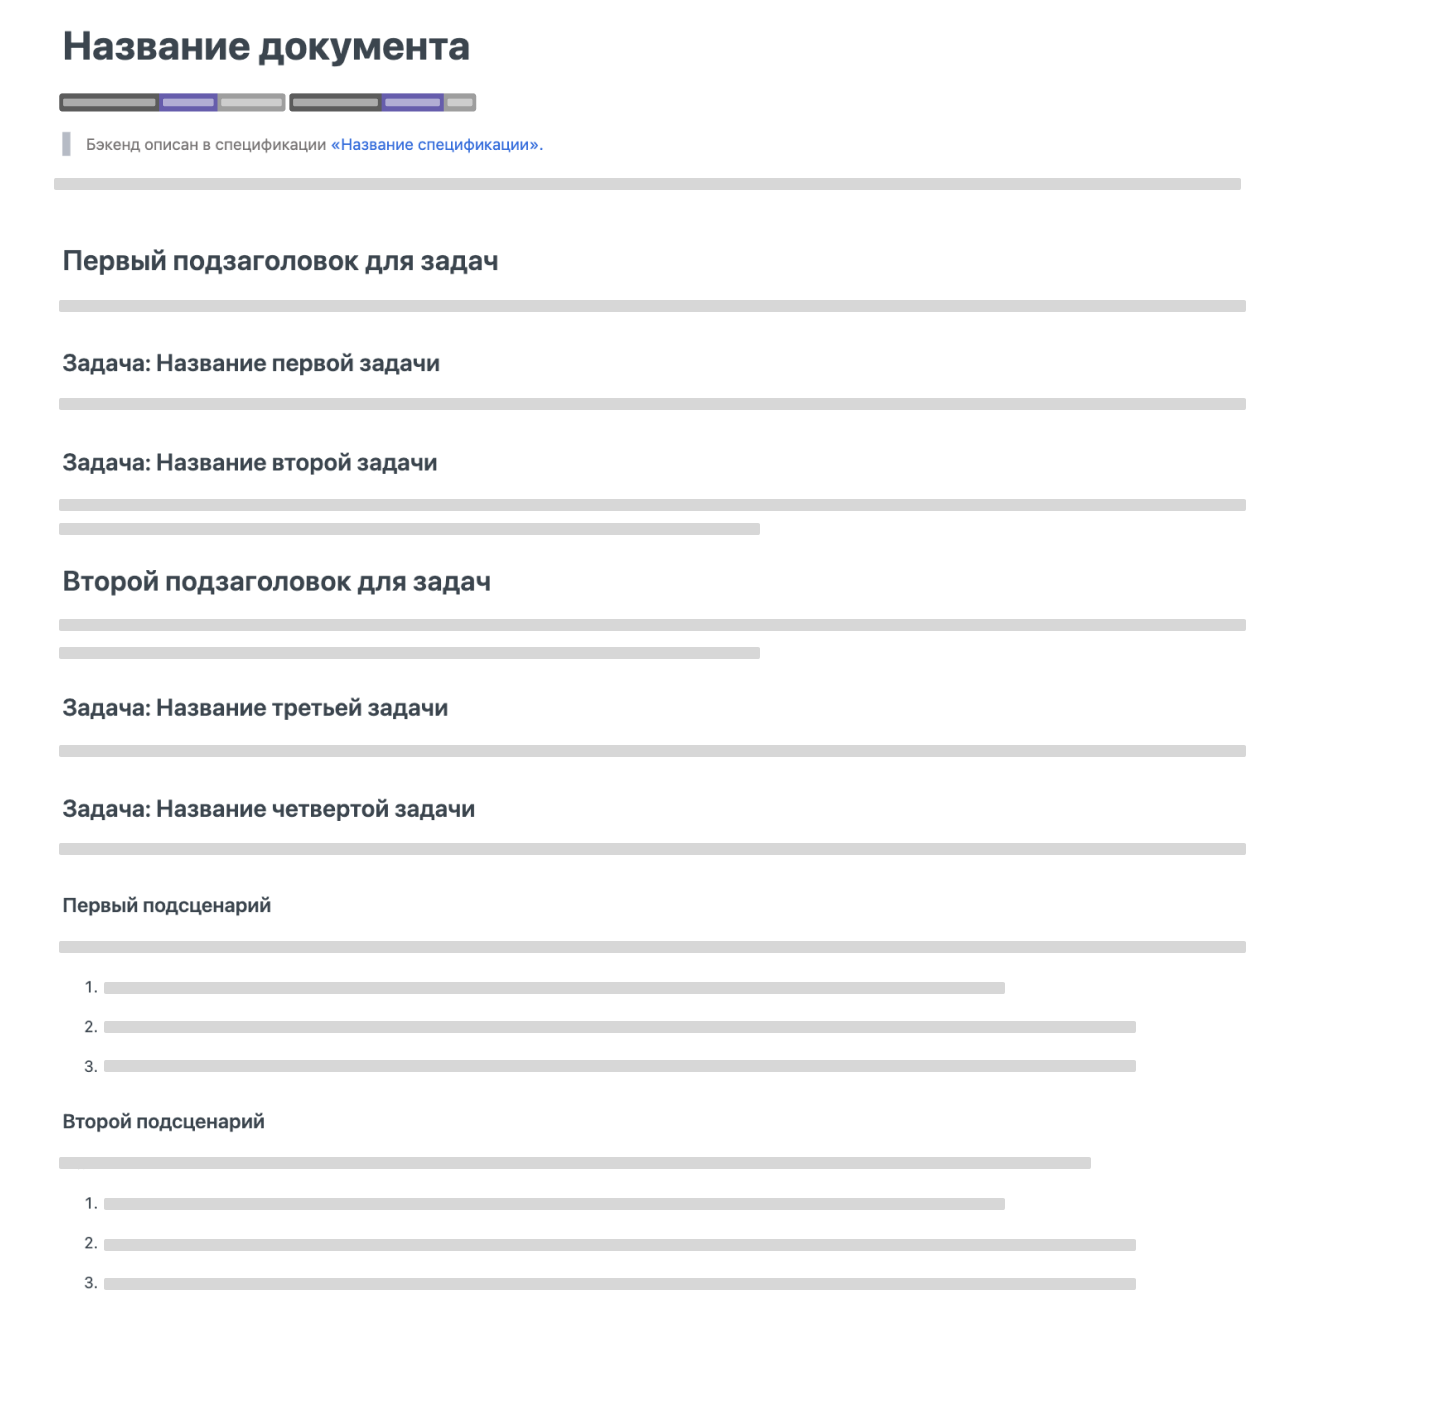 Название документа
Бэкенд описан в спецификации «Название спецификации».
Первый подзаголовок для задач
Задача: Название первой задачи
Задача: Название второй задачи
Второй подзаголовок для задач
Задача: Название третьей задачи
Задача: Название четвертой задачи
Первый подсценарий
1.
2.
3.
Второй подсценарий
1.
2.
3.